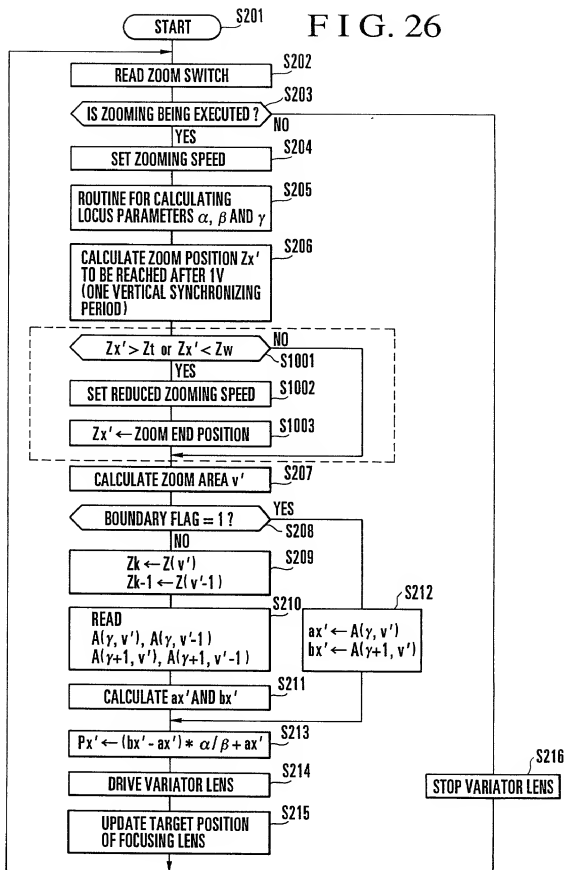 START
S201
FIG. 26
READ ZOOM SWITCH
S202
IS ZOOMING BEING EXECUTED ?
S203
NO
YES
SET ZOOMING SPEED
S204
ROUTINE FOR CALCULATING
LOCUS PARAMETERS α, β AND γ
S205
CALCULATE ZOOM POSITION Zx'
TO BE REACHED AFTER 1V
(ONE VERTICAL SYNCHRONIZING
PERIOD)
S206
Zx' > Zt or Zx' < Zw
NO
S1001
YES
SET REDUCED ZOOMING SPEED
S1002
Zx' ← ZOOM END POSITION
S1003
CALCULATE ZOOM AREA v'
S207
BOUNDARY FLAG = 1 ?
YES
S208
NO
Zk ← Z(v')
Zk-1 ← Z(v'-1)
S209
READ
A(γ, v'), A(γ, v'-1)
A(γ+1, v'), A(γ+1, v'-1)
S210
ax' ← A(γ, v')
bx' ← A(γ+1, v')
S212
CALCULATE ax' AND bx'
S211
Px' ← (bx' - ax') * α/β + ax'
S213
DRIVE VARIATOR LENS
S214
STOP VARIATOR LENS
S216
UPDATE TARGET POSITION
OF FOCUSING LENS
S215